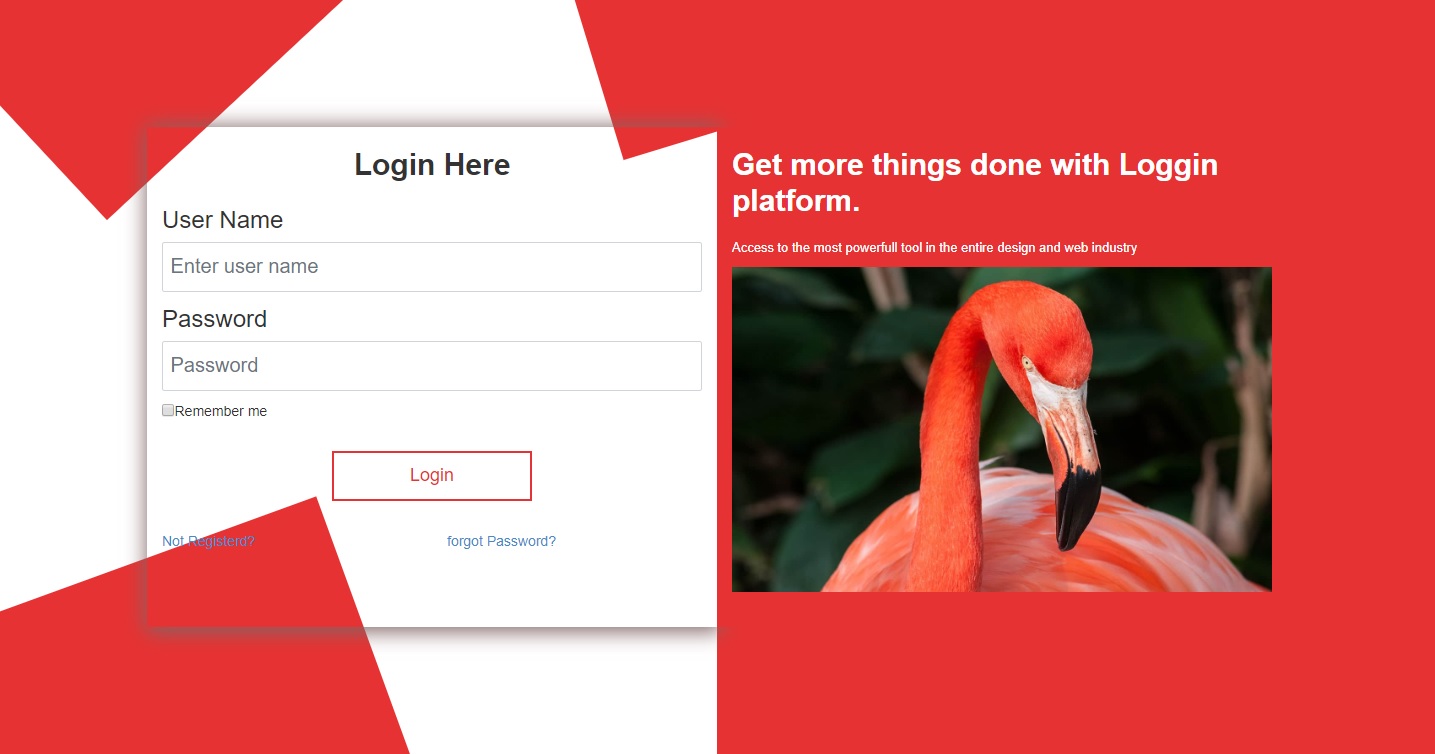 Login Here
User Name
Enter user name
Password
Password
Remember me
Login
Not Registerd?
forgot Password?
Get more things done with Loggin
platform.
Access to the most powerfull tool in the entire design and web industry